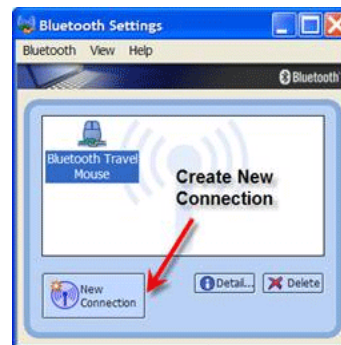 Bluetooth Settings
Bluetooth View Help
Bluetooth
Bluetooth Travel
Mouse
Create New
Connection
New
Connection
Detail...
Delete